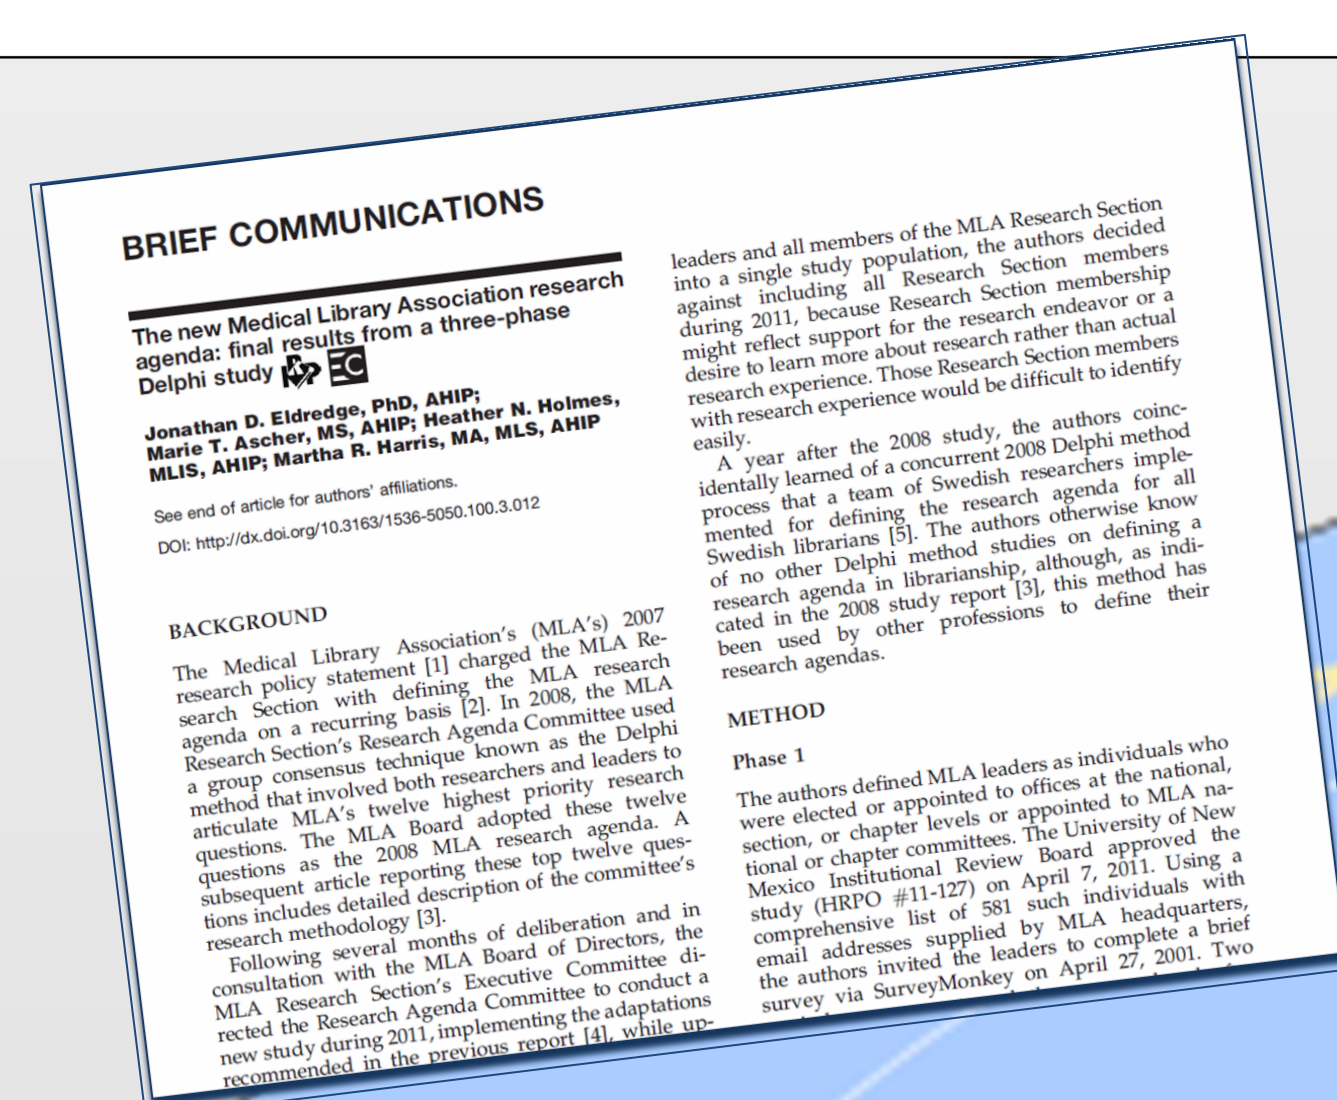 BRIEF COMMUNICATIONS
The new Medical Library Association research
agenda: final results from a three-phase
Delphi study
EC
Jonathan D. Eldredge, PhD, AHIP;
Marie T. Ascher, MS, AHIP; Heather N. Holmes,
MLIS, AHIP; Martha R. Harris, MA, MLS, AHIP
See end of article for authors' affiliations.
DOI: http://dx.doi.org/10.3163/1536-5050.100.3.012
BACKGROUND
The Medical Library Association's (MLA's) 2007
research policy statement [1] charged the MLA Re-
search Section with defining the MLA research
agenda on a recurring basis [2]. In 2008, the MLA
Research Section's Research Agenda Committee used
a group consensus technique known as the Delphi
method that involved both researchers and leaders to
articulate MLA's twelve highest priority research
questions. The MLA Board adopted these twelve
questions as the 2008 MLA research agenda. A
subsequent article reporting these top twelve ques-
tions includes detailed description of the committee's
research methodology [3].
Following several months of deliberation and in
consultation with the MLA Board of Directors, the
MLA Research Section's Executive Committee di-
rected the Research Agenda Committee to conduct a
new study during 2011, implementing the adaptations
recommended in the previous report [4], while up-
leaders and all members of the MLA Research Section
into a single study population, the authors decided
against including all Research Section members
during 2011, because Research Section membership
might reflect support for the research endeavor or a
desire to learn more about research rather than actual
research experience. Those Research Section members
with research experience would be difficult to identify
easily.
A year after the 2008 study, the authors coinc-
identally learned of a concurrent 2008 Delphi method
process that a team of Swedish researchers imple-
mented for defining the research agenda for all
Swedish librarians [5]. The authors otherwise know
of no other Delphi method studies on defining a
research agenda in librarianship, although, as indi-
cated in the 2008 study report [3], this method has
been used by other professions to define their
research agendas.
METHOD
Phase 1
The authors defined MLA leaders as individuals who
were elected or appointed to offices at the national,
section, or chapter levels or appointed to MLA na-
tional or chapter committees. The University of New
Mexico Institutional Review Board approved the
study (HRPO #11-127) on April 7, 2011. Using a
comprehensive list of 581 such individuals with
email addresses supplied by MLA headquarters,
the authors invited the leaders to complete a brief
survey via SurveyMonkey on April 27, 2001. Two